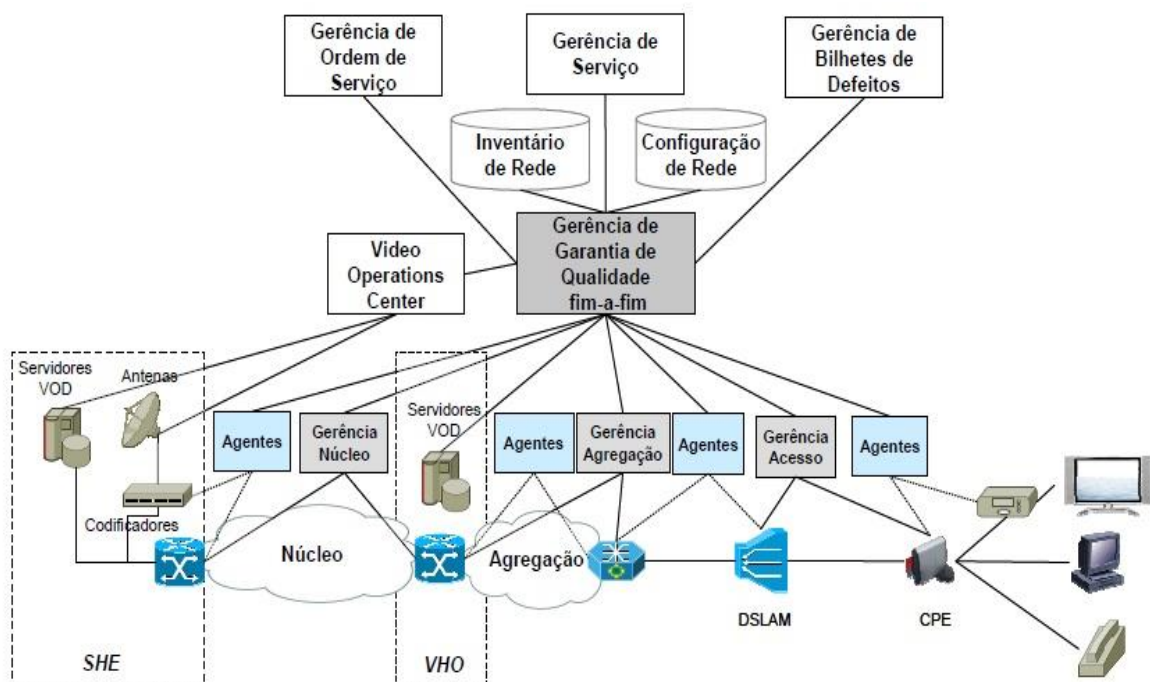 Gerência de
Ordem de
Serviço
Gerência de
Serviço
Gerência de
Bilhetes de
Defeitos
Inventário
de Rede
Configuração
de Rede
Gerência de
Garantia de
Qualidade
fim-a-fim
Video
Operations
Center
Servidores
VOD
Antenas
Codificadores
Agentes
Gerência
Núcleo
Servidores
VOD
Agentes
Gerência
Agregação
Agentes
Gerência
Acesso
Agentes
Núcleo
Agregação
DSLAM
CPE
SHE
VHO